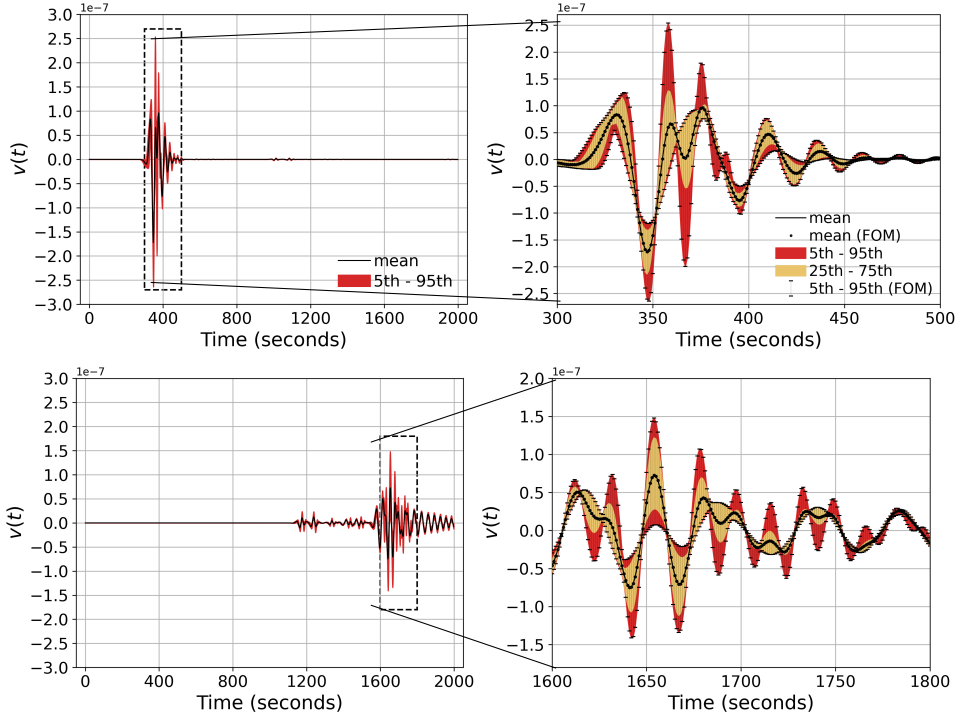 1e−7
3.0
2.5
2.0
1.5
1.0
0.5
0.0
−0.5
−1.0
−1.5
−2.0
−2.5
−3.0
v(t)
mean
5th - 95th
0 400 800 1200 1600 2000
Time (seconds)
1e−7
2.5
2.0
1.5
1.0
0.5
0.0
−0.5
−1.0
−1.5
−2.0
−2.5
v(t)
mean
mean (FOM)
5th - 95th
25th - 75th
5th - 95th (FOM)
300 350 400 450 500
Time (seconds)
1e−7
3.0
2.5
2.0
1.5
1.0
0.5
0.0
−0.5
−1.0
−1.5
−2.0
−2.5
−3.0
v(t)
0 400 800 1200 1600 2000
Time (seconds)
1e−7
2.0
1.5
1.0
0.5
0.0
−0.5
−1.0
−1.5
v(t)
1600 1650 1700 1750 1800
Time (seconds)